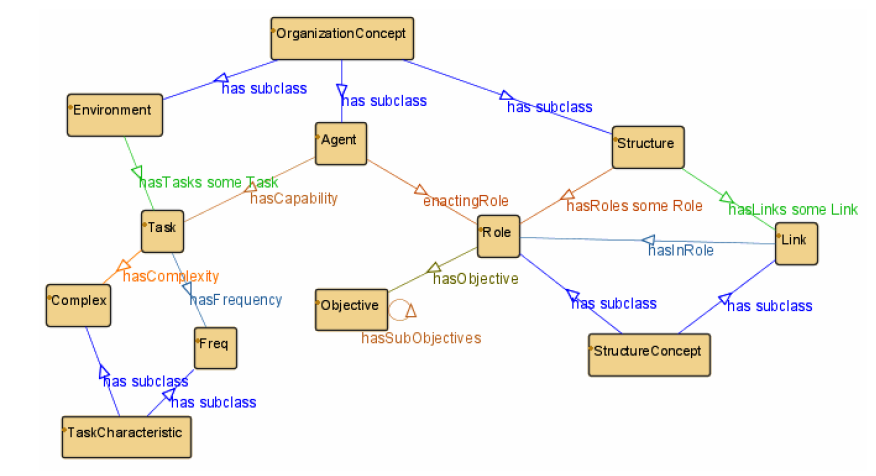 OrganizationConcept
has subclass
has subclass
has subclass
Environment
Agent
Structure
hasTasks some Task
hasCapability
enactingRole
hasRoles some Role
hasLinks some Link
Task
Role
Link
hasInRole
hasComplexity
hasObjective
Complex
hasFrequency
Objective
has subclass
has subclass
Freq
hasSubObjectives
StructureConcept
has subclass
has subclass
TaskCharacteristic